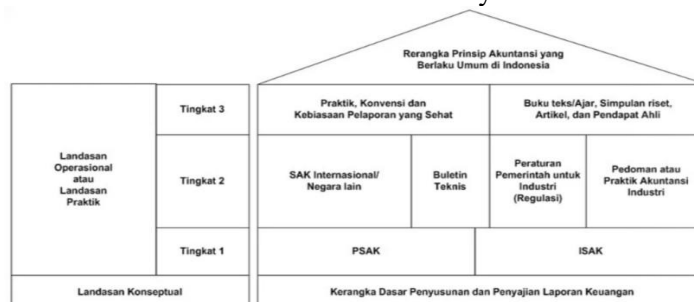 Rerangka Prinsip Akuntansi yang
Berlaku Umum di Indonesia
Landasan
Operasional
atau
Landasan
Praktik
Tingkat 3
Praktik, Konvensi dan
Kebiasaan Pelaporan yang Sehat
Buku teks/Ajar, Simpulan riset,
Artikel, dan Pendapat Ahli
Tingkat 2
SAK Internasional/
Negara lain
Buletin
Teknis
Peraturan
Pemerintah untuk
Industri
(Regulasi)
Pedoman atau
Praktik Akuntansi
Industri
Tingkat 1
PSAK
ISAK
Landasan Konseptual
Kerangka Dasar Penyusunan dan Penyajian Laporan Keuangan